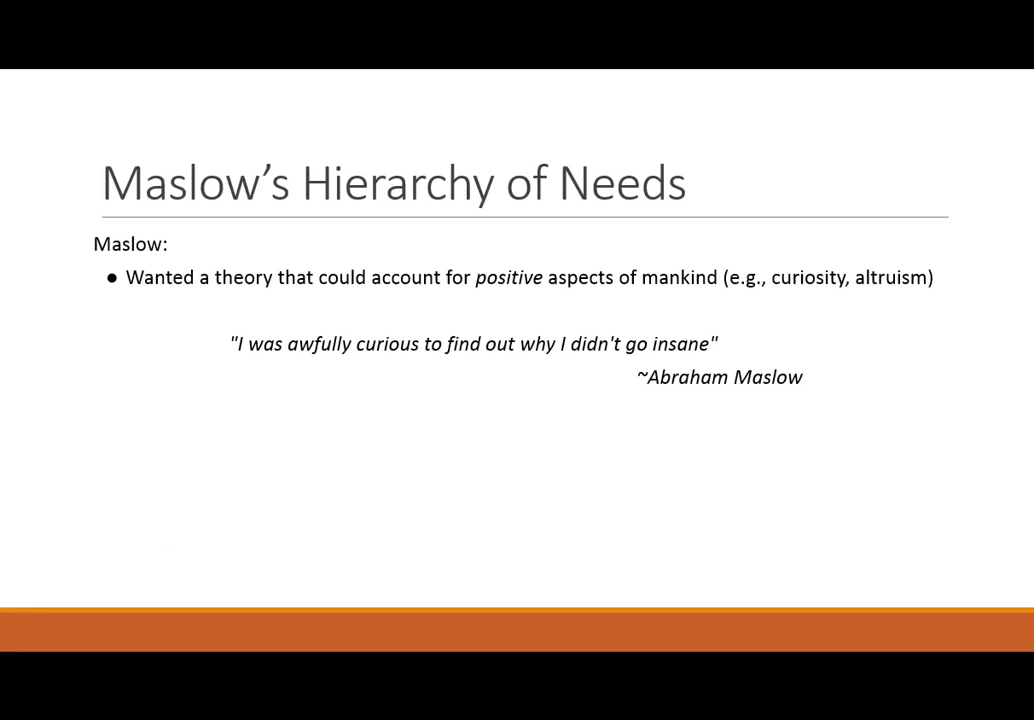 Maslow’s Hierarchy of Needs
Maslow:
● Wanted a theory that could account for positive aspects of mankind (e.g., curiosity, altruism)
"I was awfully curious to find out why I didn't go insane"
~Abraham Maslow